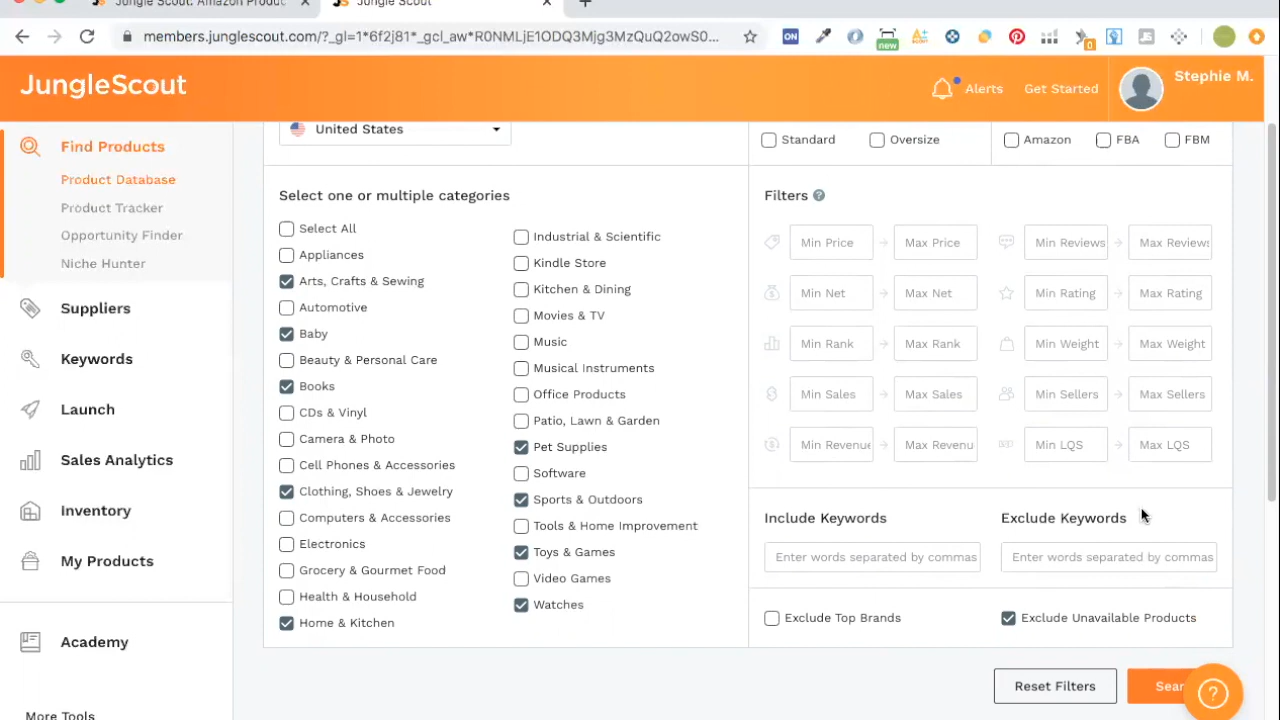 Jungle Scout: Amazon Produc
Jungle Scout
members.junglescout.com/?_gl=1*6f2j81*_gcl_aw*R0NMLjE1ODQ3Mjg3MzQuQ2owS0...
ON
new
0
JungleScout
Alerts
Get Started
Stephie M.
Find Products
Product Database
Product Tracker
Opportunity Finder
Niche Hunter
Suppliers
Keywords
Launch
Sales Analytics
Inventory
My Products
Academy
More Tools
United States
Standard
Oversize
Amazon
FBA
FBM
Select one or multiple categories
Select All
Appliances
Arts, Crafts & Sewing
Automotive
Baby
Beauty & Personal Care
Books
CDs & Vinyl
Camera & Photo
Cell Phones & Accessories
Clothing, Shoes & Jewelry
Computers & Accessories
Electronics
Grocery & Gourmet Food
Health & Household
Home & Kitchen
Industrial & Scientific
Kindle Store
Kitchen & Dining
Movies & TV
Music
Musical Instruments
Office Products
Patio, Lawn & Garden
Pet Supplies
Software
Sports & Outdoors
Tools & Home Improvement
Toys & Games
Video Games
Watches
Filters ?
Min Price
Max Price
Min Reviews
Max Reviews
Min Net
Max Net
Min Rating
Max Rating
Min Rank
Max Rank
Min Weight
Max Weight
Min Sales
Max Sales
Min Sellers
Max Sellers
Min Revenue
Max Revenu
Min LQS
Max LQS
Include Keywords
Exclude Keywords
Enter words separated by commas
Enter words separated by commas
Exclude Top Brands
Exclude Unavailable Products
Reset Filters
Sear
?